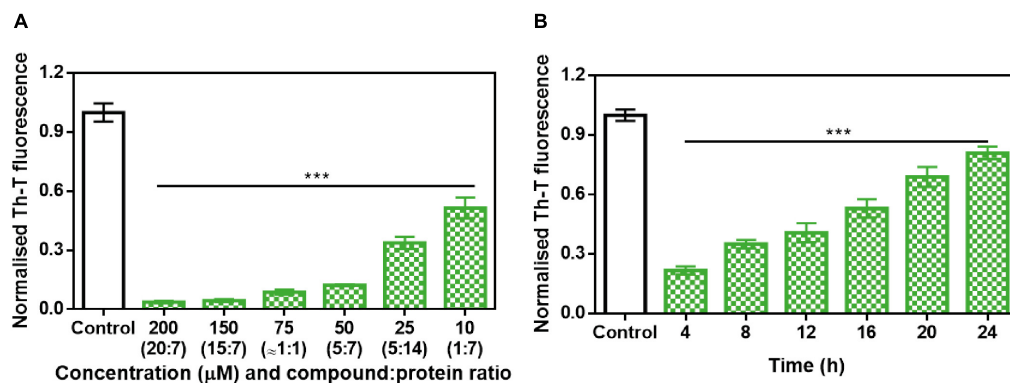 A
Normalised Th-T fluorescence
1.2
0.9
0.6
0.3
0.0
***
Control 200 150 75 50 25 10
(20:7) (15:7) (≈1:1) (5:7) (5:14) (1:7)
Concentration (μM) and compound:protein ratio
B
Normalised Th-T fluorescence
1.2
0.9
0.6
0.3
0.0
***
Control 4 8 12 16 20 24
Time (h)